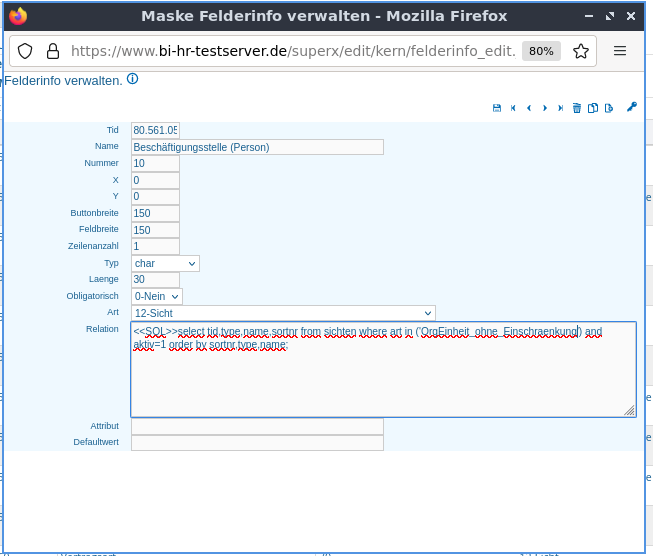 Maske Felderinfo verwalten - Mozilla Firefox
https://www.bi-hr-testserver.de/superx/edit/kern/felderinfo_edit. 80%
Felderinfo verwalten.
Tid 80.561.05
Name Beschäftigungsstelle (Person)
Nummer 10
X 0
Y 0
Buttonbreite 150
Feldbreite 150
Zeilenanzahl 1
Typ char
Laenge 30
Obligatorisch 0-Nein
Art 12-Sicht
Relation <<SQL>>select tid,type,name,sortnr from sichten where art in ('OrgEinheit_ohne_Einschraenkung') and
aktiv=1 order by sortnr,type,name;
Attribut
Defaultwert